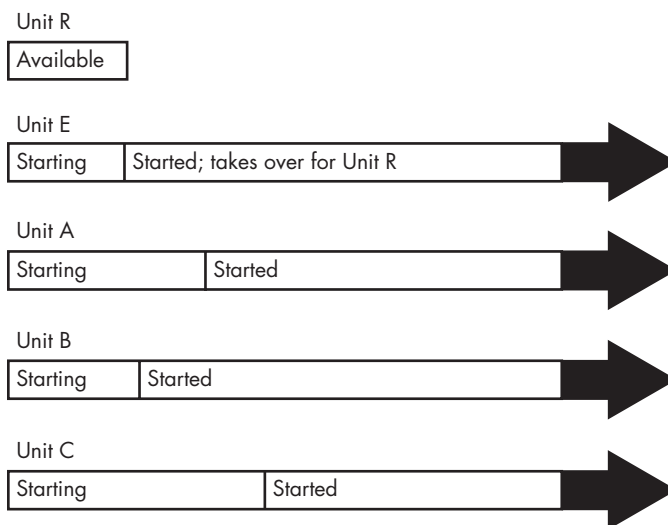 Unit R
Available
Unit E
Starting Started; takes over for Unit R
Unit A
Starting Started
Unit B
Starting Started
Unit C
Starting Started